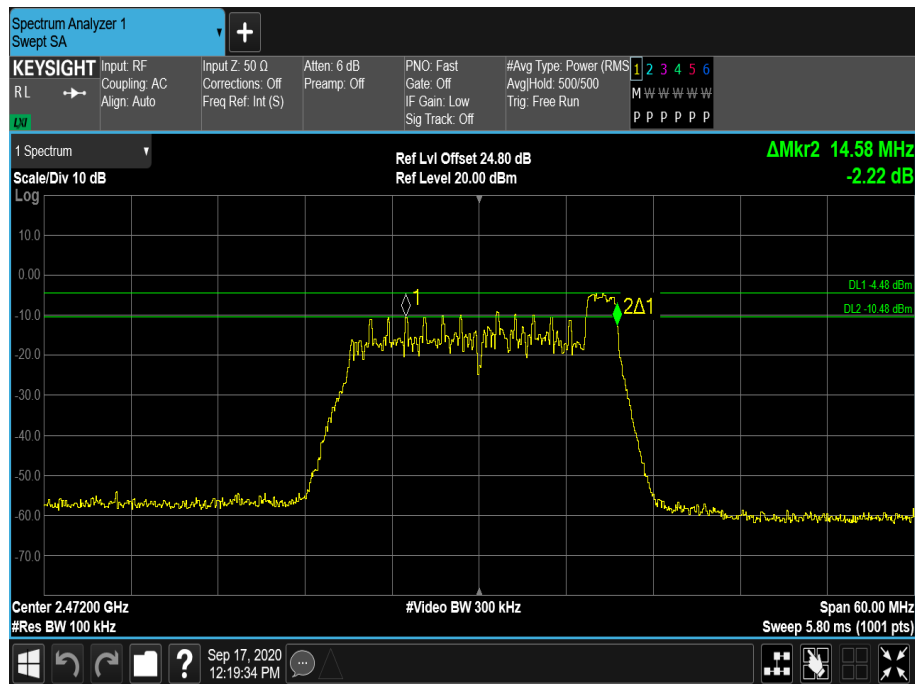 Spectrum Analyzer 1
Swept SA
+
KEYSIGHT
RL
LXI
Input: RF
Coupling: AC
Align: Auto
Input Z: 50 Ω
Corrections: Off
Freq Ref: Int (S)
Atten: 6 dB
Preamp: Off
PNO: Fast
Gate: Off
IF Gain: Low
Sig Track: Off
#Avg Type: Power (RMS
Avg|Hold: 500/500
Trig: Free Run
1 2 3 4 5 6
M W W W W W
P P P P P P
1 Spectrum
Scale/Div 10 dB
Log
Ref Lvl Offset 24.80 dB
Ref Level 20.00 dBm
ΔMkr2 14.58 MHz
-2.22 dB
10.0
0.00
DL1 -4.48 dBm
1
2Δ1
DL2 -10.48 dBm
-10.0
-20.0
-30.0
-40.0
-50.0
-60.0
-70.0
Center 2.47200 GHz
#Video BW 300 kHz
Span 60.00 MHz
#Res BW 100 kHz
Sweep 5.80 ms (1001 pts)
?
Sep 17, 2020
12:19:34 PM